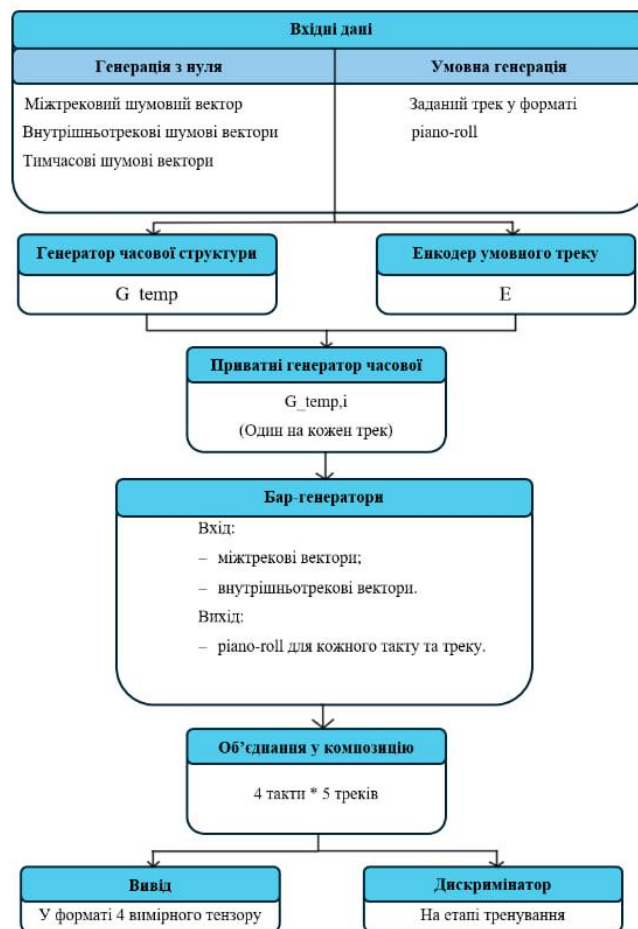 Вхідні дані
Генерація з нуля
Умовна генерація
Міжтрековий шумовий вектор
Внутрішньотрекові шумові вектори
Тимчасові шумові вектори
Заданий трек у форматі
piano-roll
Генератор часової структури
G_temp
Енкодер умовного треку
E
Приватні генератор часової
G_temp,i
(Один на кожен трек)
Бар-генератори
Вхід:
– міжтрекові вектори;
– внутрішньотрекові вектори.
Вихід:
– piano-roll для кожного такту та треку.
Об’єднання у композицію
4 такти * 5 треків
Вивід
У форматі 4 вимірного тензору
Дискримінатор
На етапі тренування